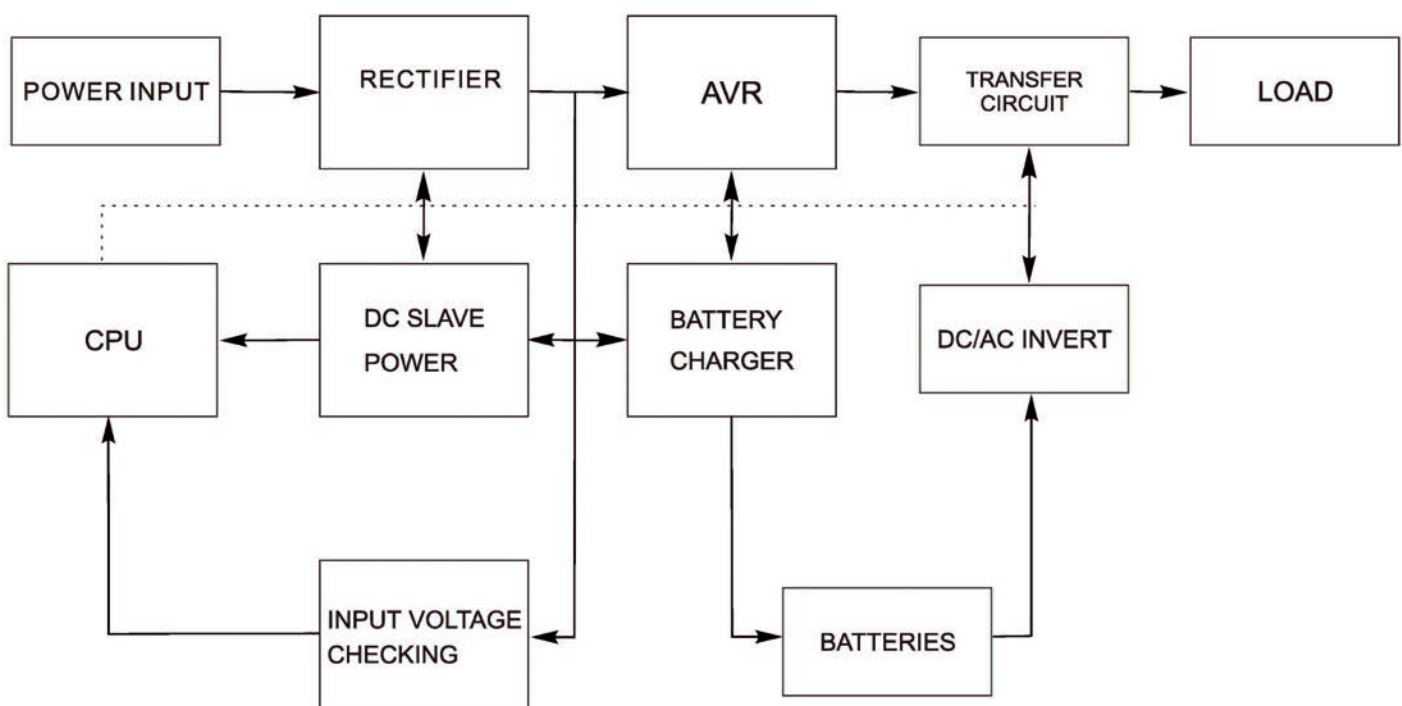 POWER INPUT
RECTIFIER
AVR
TRANSFER
CIRCUIT
LOAD
CPU
DC SLAVE
POWER
BATTERY
CHARGER
DC/AC INVERT
INPUT VOLTAGE
CHECKING
BATTERIES